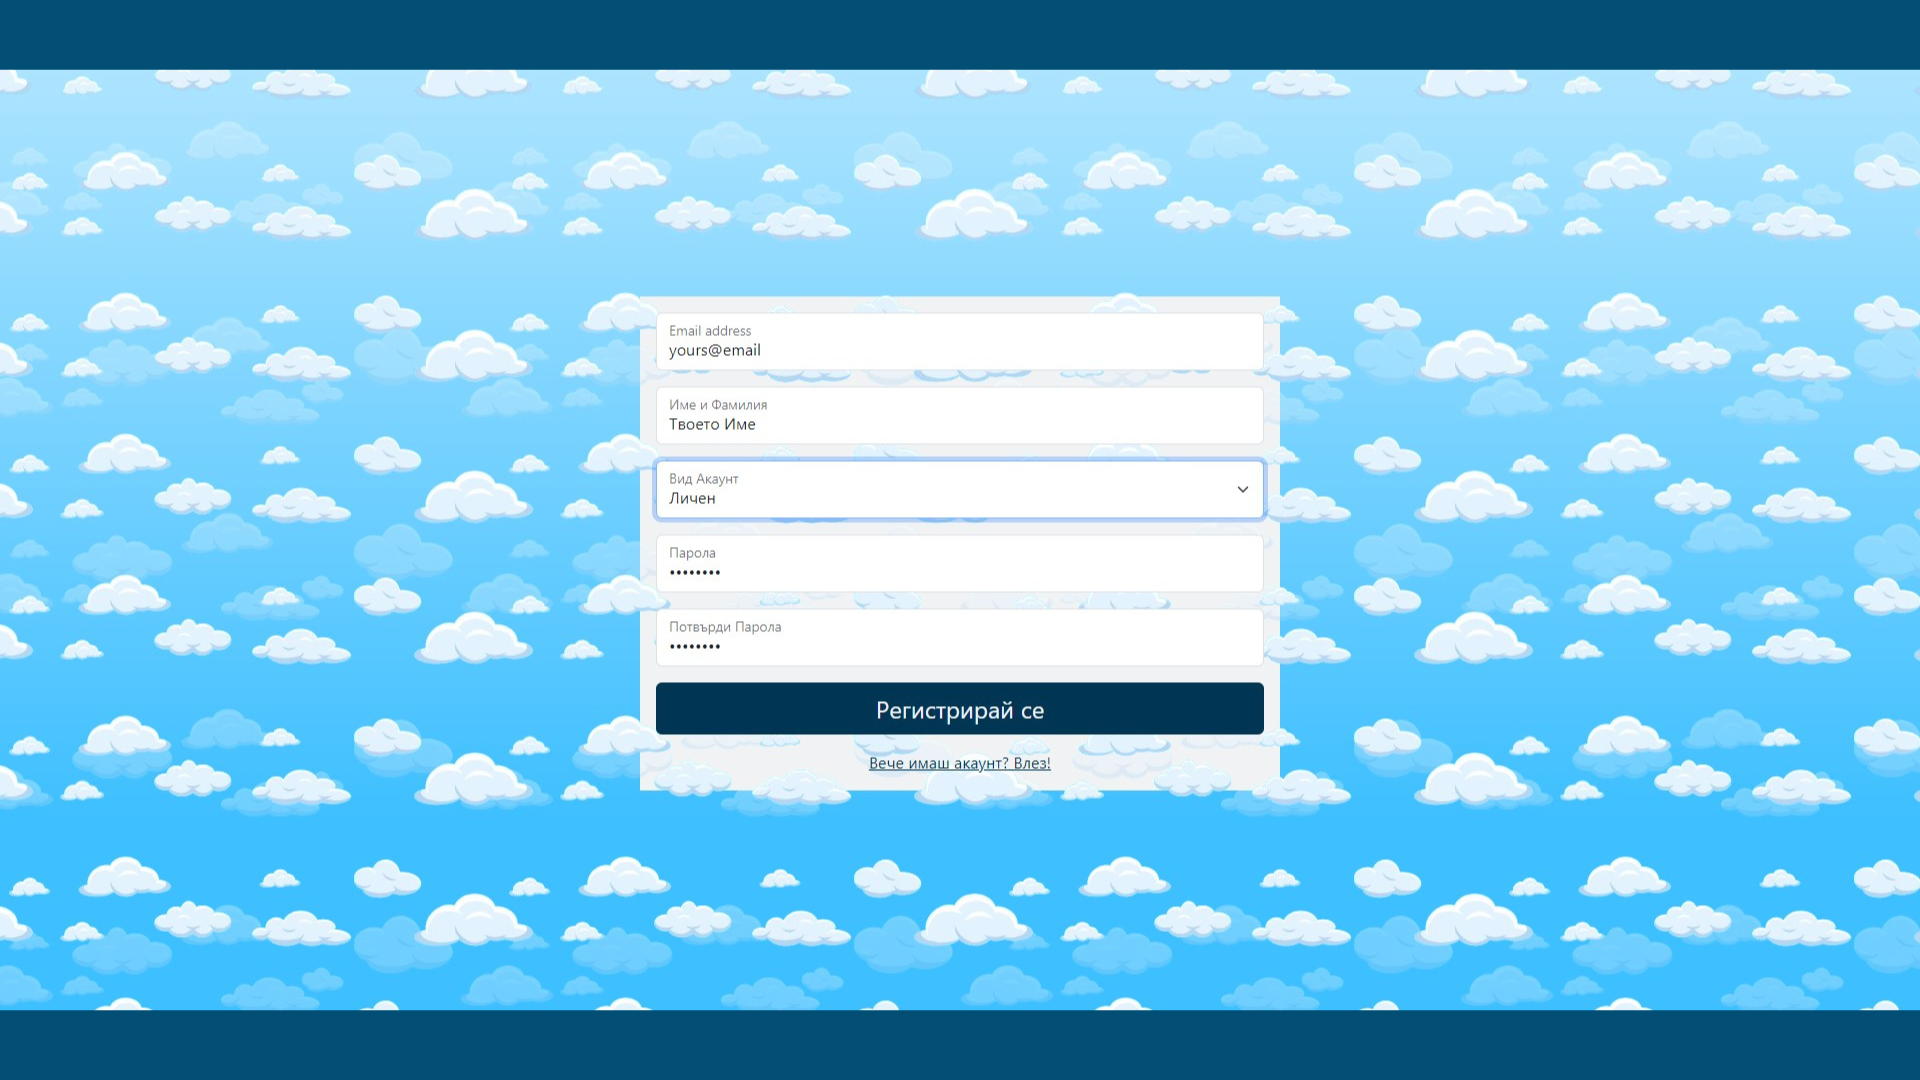 Email address
yours@email
Име и Фамилия
Твоето Име
Вид Акаунт
Личен
Парола
••••••••
Потвърди Парола
••••••••
Регистрирай се
Вече имаш акаунт? Влез!